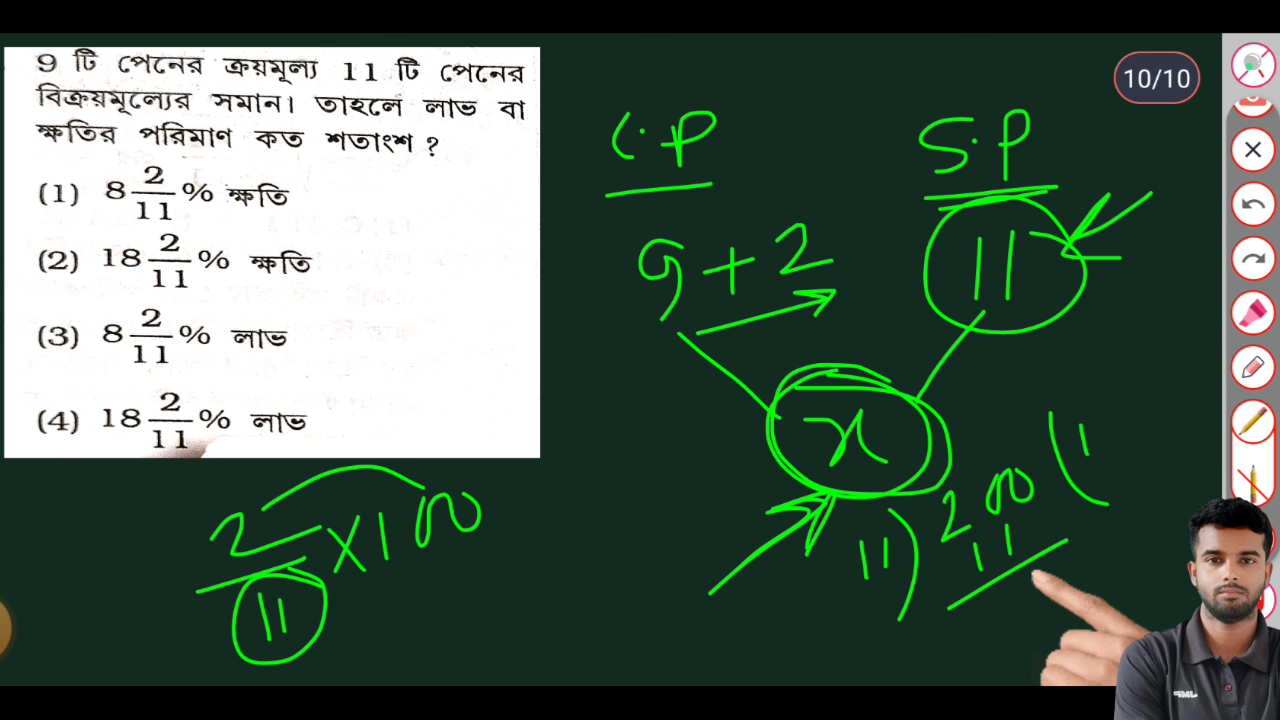 9 টি পেনের ক্রয়মূল্য 11 টি পেনের
বিক্রয়মূল্যের সমান। তাহলে লাভ বা
ক্ষতির পরিমাণ কত শতাংশ ?
(1) 8 2/11 % ক্ষতি
(2) 18 2/11 % ক্ষতি
(3) 8 2/11 % লাভ
(4) 18 2/11 % লাভ
10/10
C.P S.P
9 + 2 11
x
2/11 × 100
11 ) 200 ( 11
11